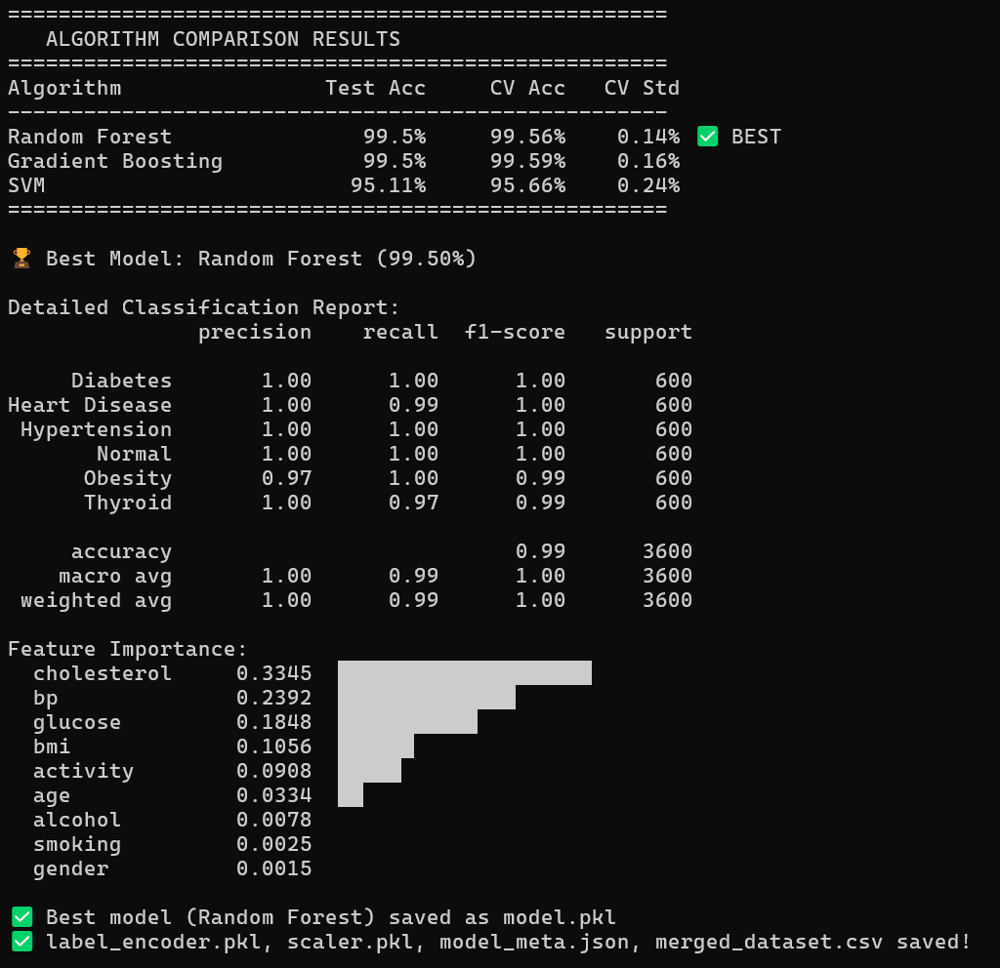 ====================================================
   ALGORITHM COMPARISON RESULTS
====================================================
Algorithm                Test Acc     CV Acc   CV Std
----------------------------------------------------
Random Forest               99.5%     99.56%    0.14% ✅ BEST
Gradient Boosting           99.5%     99.59%    0.16%
SVM                        95.11%     95.66%    0.24%
====================================================
🏆 Best Model: Random Forest (99.50%)
Detailed Classification Report:
               precision    recall  f1-score   support
     Diabetes       1.00      1.00      1.00       600
Heart Disease       1.00      0.99      1.00       600
 Hypertension       1.00      1.00      1.00       600
       Normal       1.00      1.00      1.00       600
      Obesity       0.97      1.00      0.99       600
      Thyroid       1.00      0.97      0.99       600
     accuracy                           0.99      3600
    macro avg       1.00      0.99      1.00      3600
 weighted avg       1.00      0.99      1.00      3600
Feature Importance:
  cholesterol     0.3345
  bp              0.2392
  glucose         0.1848
  bmi             0.1056
  activity        0.0908
  age             0.0334
  alcohol         0.0078
  smoking         0.0025
  gender          0.0015
✅ Best model (Random Forest) saved as model.pkl
✅ label_encoder.pkl, scaler.pkl, model_meta.json, merged_dataset.csv saved!